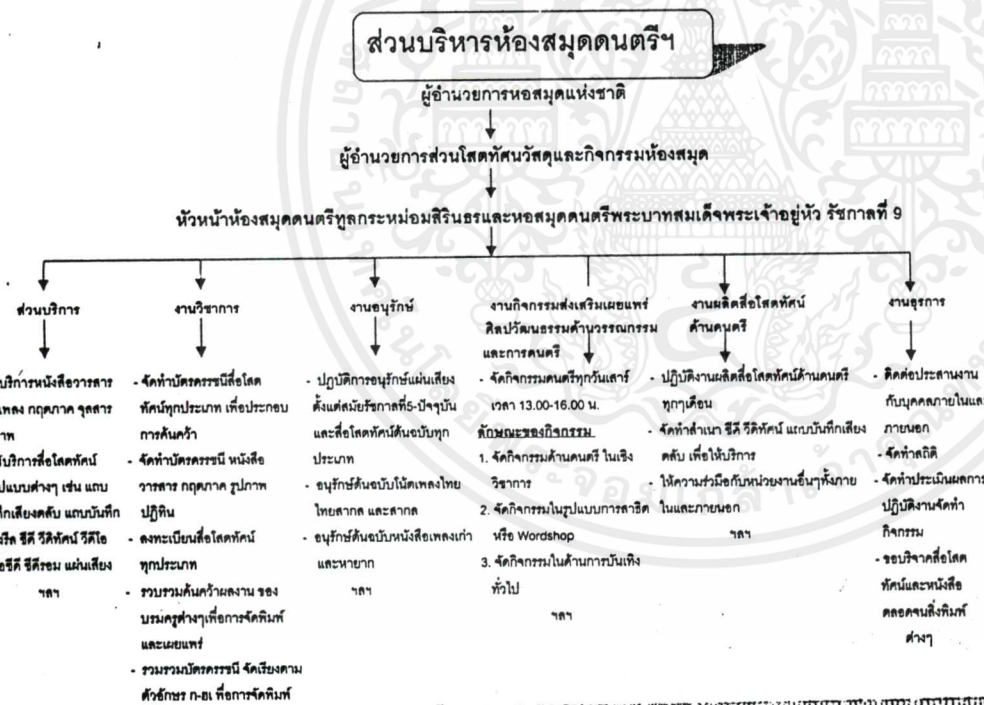 ส่วนบริหารห้องสมุดดนตรีฯ
ผู้อำนวยการหอสมุดแห่งชาติ
ผู้อำนวยการส่วนโสตทัศนวัสดุและกิจกรรมห้องสมุด
หัวหน้าห้องสมุดดนตรีทูลกระหม่อมสิรินธรและหอสมุดดนตรีพระบาทสมเด็จพระเจ้าอยู่หัว รัชกาลที่ 9
ส่วนบริการ
บริการหนังสือวารสาร
เพลง กฤตภาค จุลสาร
าพ
บริการสื่อโสตทัศน์
ปแบบต่างๆ เช่น แถบ
ทึกเสียงตลับ แถบบันทึก
งรีล ซีดี วีดิทัศน์ วีดีโอ
อซีดี ซีดีรอม แผ่นเสียง
ฯลฯ
งานวิชาการ
- จัดทำบัตรดรรชนีสื่อโสต
ทัศน์ทุกประเภท เพื่อประกอบ
การค้นคว้า
- จัดทำบัตรดรรชนี หนังสือ
วารสาร กฤตภาค รูปภาพ
ปฏิทิน
- ลงทะเบียนสื่อโสตทัศน์
ทุกประเภท
- รวบรวมค้นคว้าผลงาน ของ
บรมครูต่างๆเพื่อการจัดพิมพ์
และเผยแพร่
- รวมรวมบัตรดรรชนี จัดเรียงตาม
ตัวอักษร ก-ฮเ พื่อการจัดพิมพ์
งานอนุรักษ์
- ปฏบัติการอนุรักษ์แผ่นเสียง
ตั้งแต่สมัยรัชกาลที่5-ปัจจุบัน
และสื่อโสตทัศน์ต้นฉบับทุก
ประเภท
- อนุรักษ์ต้นฉบับโน้ตเพลงไทย
ไทยสากล และสากล
- อนุรักษ์ต้นฉบับหนังสือเพลงเก่า
และหายาก
ฯลฯ
งานกิจกรรมส่งเสริมเผยแพร่
ศิลปวัฒนธรรมด้านวรรณกรรม
และการดนตรี
- จัดกิจกรรมดนตรีทุกวันเสาร์
เวลา 13.00-16.00 น.
ลักษณะของกิจกรรม
1. จัดกิจกรรมด้านดนตรี ในเชิง
วิชาการ
2. จัดกิจกรรมในรูปแบบการสาธิต
หรือ Wordshop
3. จัดกิจกรรมในด้านการบันเทิง
ทั่วไป
ฯลฯ
งานผลิตสื่อโสตทัศน์
ด้านดนตรี
- ปฏิบัติงานผลิตสื่อโสตทัศน์ด้านดนตรี
ทุกๆเดือน
- จัดทำสำเนา ซีดี วีดิทัศน์ แถบบันทึกเสียง
ตลับ เพื่อให้บริการ
- ให้ความร่วมือกับหน่วยงานอื่นๆทั้งภาย
ในและภายนอก
ฯลฯ
งานธุรการ
- ติดต่อประสานงาน
กับบุคคลภายในและ
ภายนอก
- จัดทำสถิติ
- จัดทำประเมินผลการ
ปฏิบัติงานจัดทำ
กิจกรรม
- ขอบริจาคสื่อโสต
ทัศน์และหนังสือ
ตลอดจนสิ่งพิมพ์
ต่างๆ